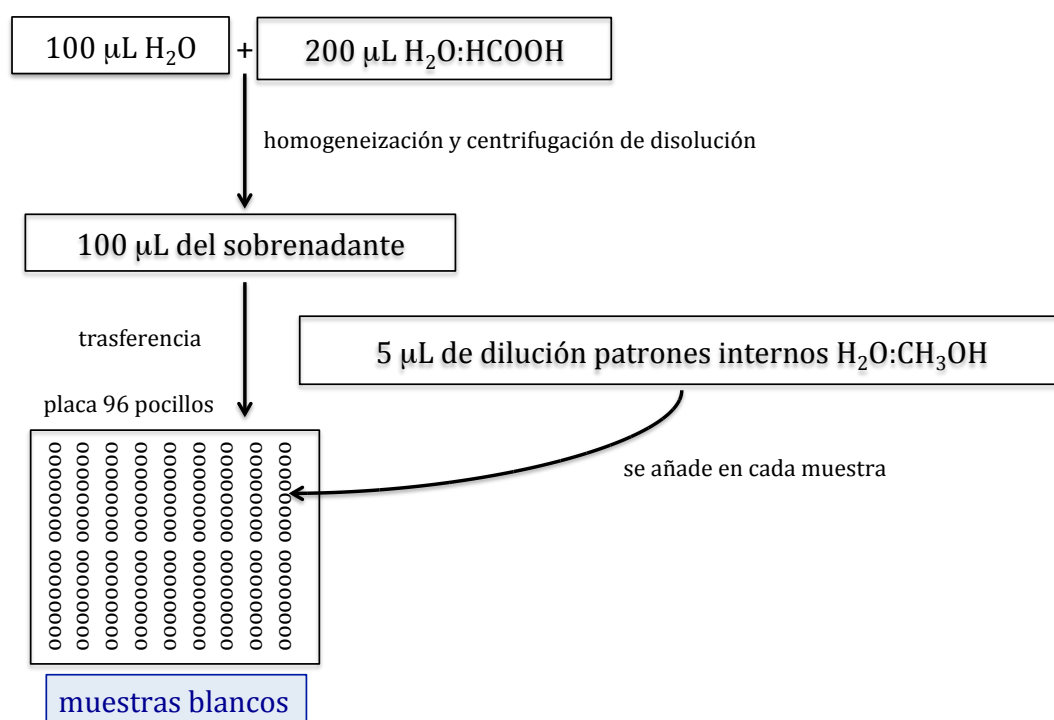 100 μL H₂O + 200 μL H₂O:HCOOH
homogeneización y centrifugación de disolución
100 μL del sobrenadante
trasferencia
5 μL de dilución patrones internos H₂O:CH₃OH
placa 96 pocillos
se añade en cada muestra
muestras blancos